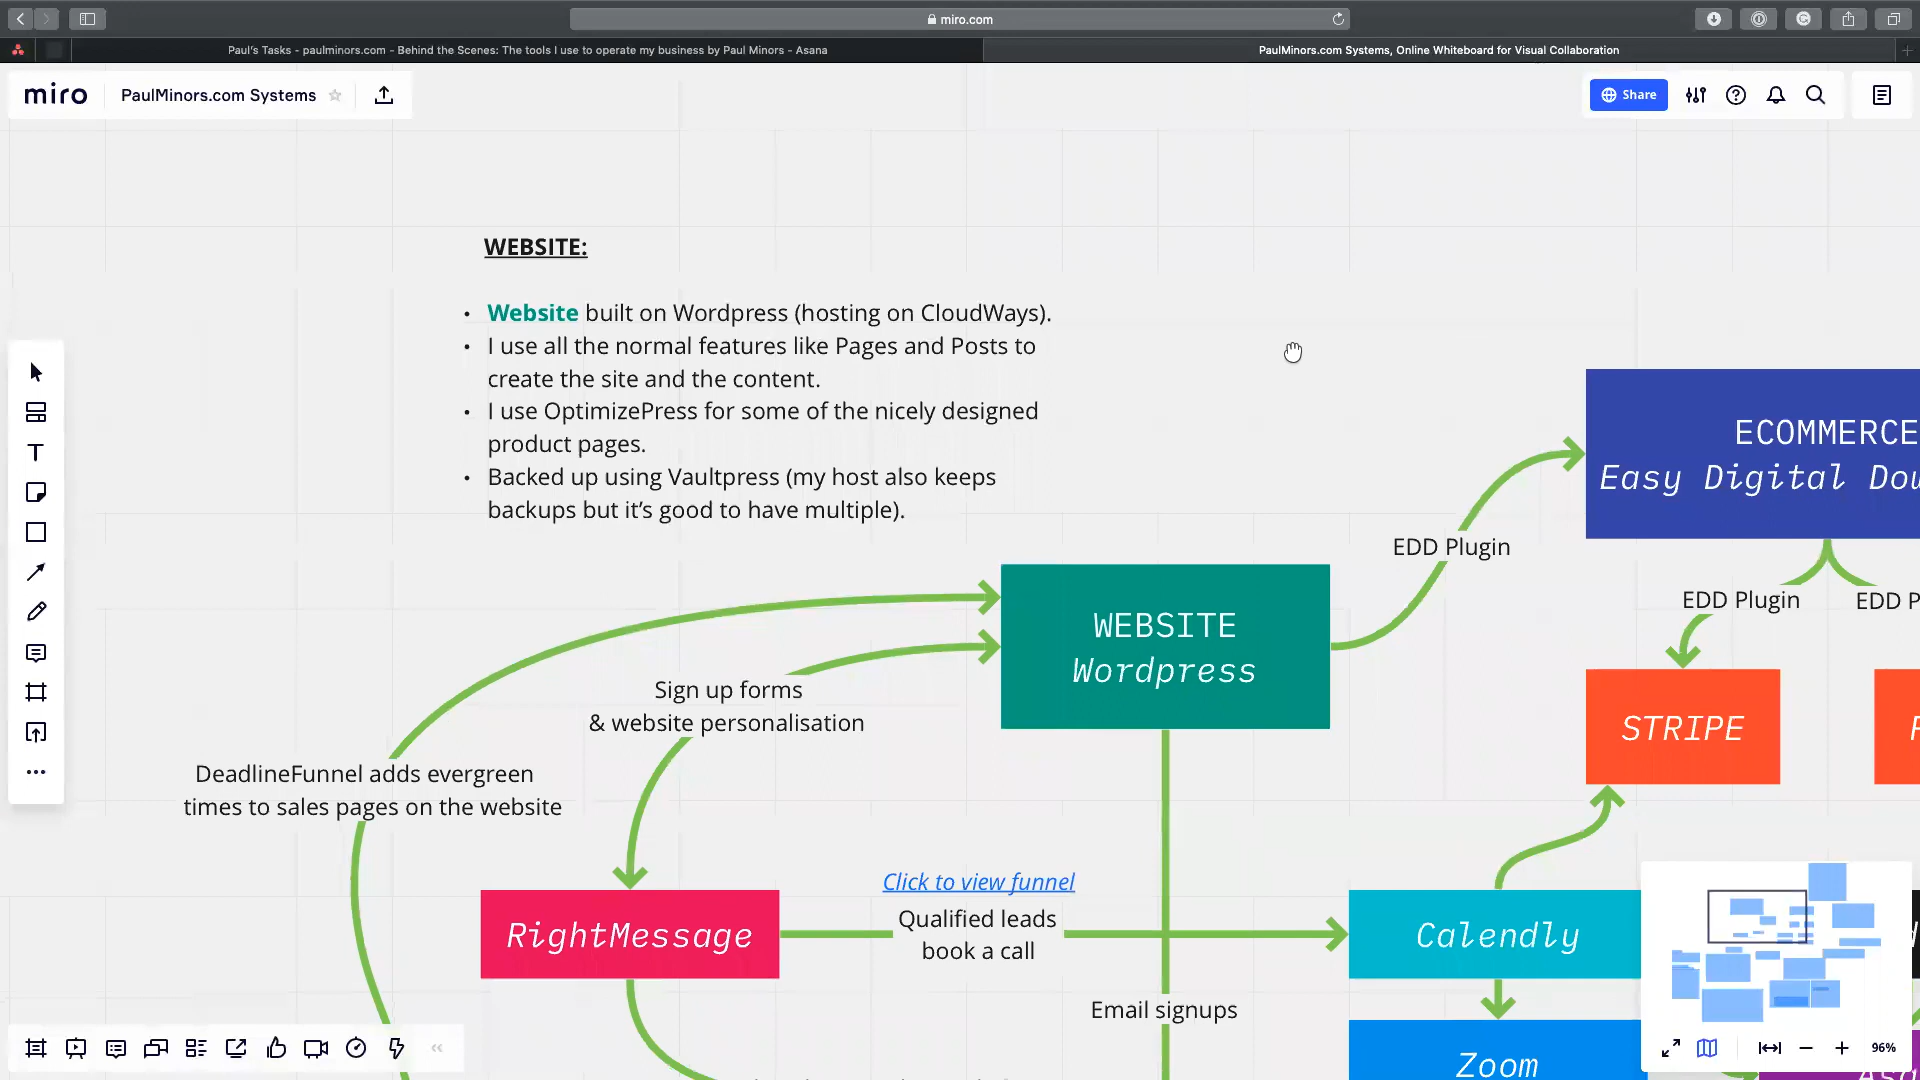 miro.com
Paul's Tasks - paulminors.com - Behind the Scenes: The tools I use to operate my business by Paul Minors - Asana
PaulMinors.com Systems, Online Whiteboard for Visual Collaboration
miro
PaulMinors.com Systems
Share
WEBSITE:
• Website built on Wordpress (hosting on CloudWays).
• I use all the normal features like Pages and Posts to
create the site and the content.
• I use OptimizePress for some of the nicely designed
product pages.
• Backed up using Vaultpress (my host also keeps
backups but it's good to have multiple).
ECOMMERCE
Easy Digital
EDD Plugin
EDD Plugin
EDD
WEBSITE
Wordpress
STRIPE
Sign up forms
& website personalisation
DeadlineFunnel adds evergreen
times to sales pages on the website
Click to view funnel
Qualified leads
book a call
RightMessage
Calendly
Email signups
Zoom
96%